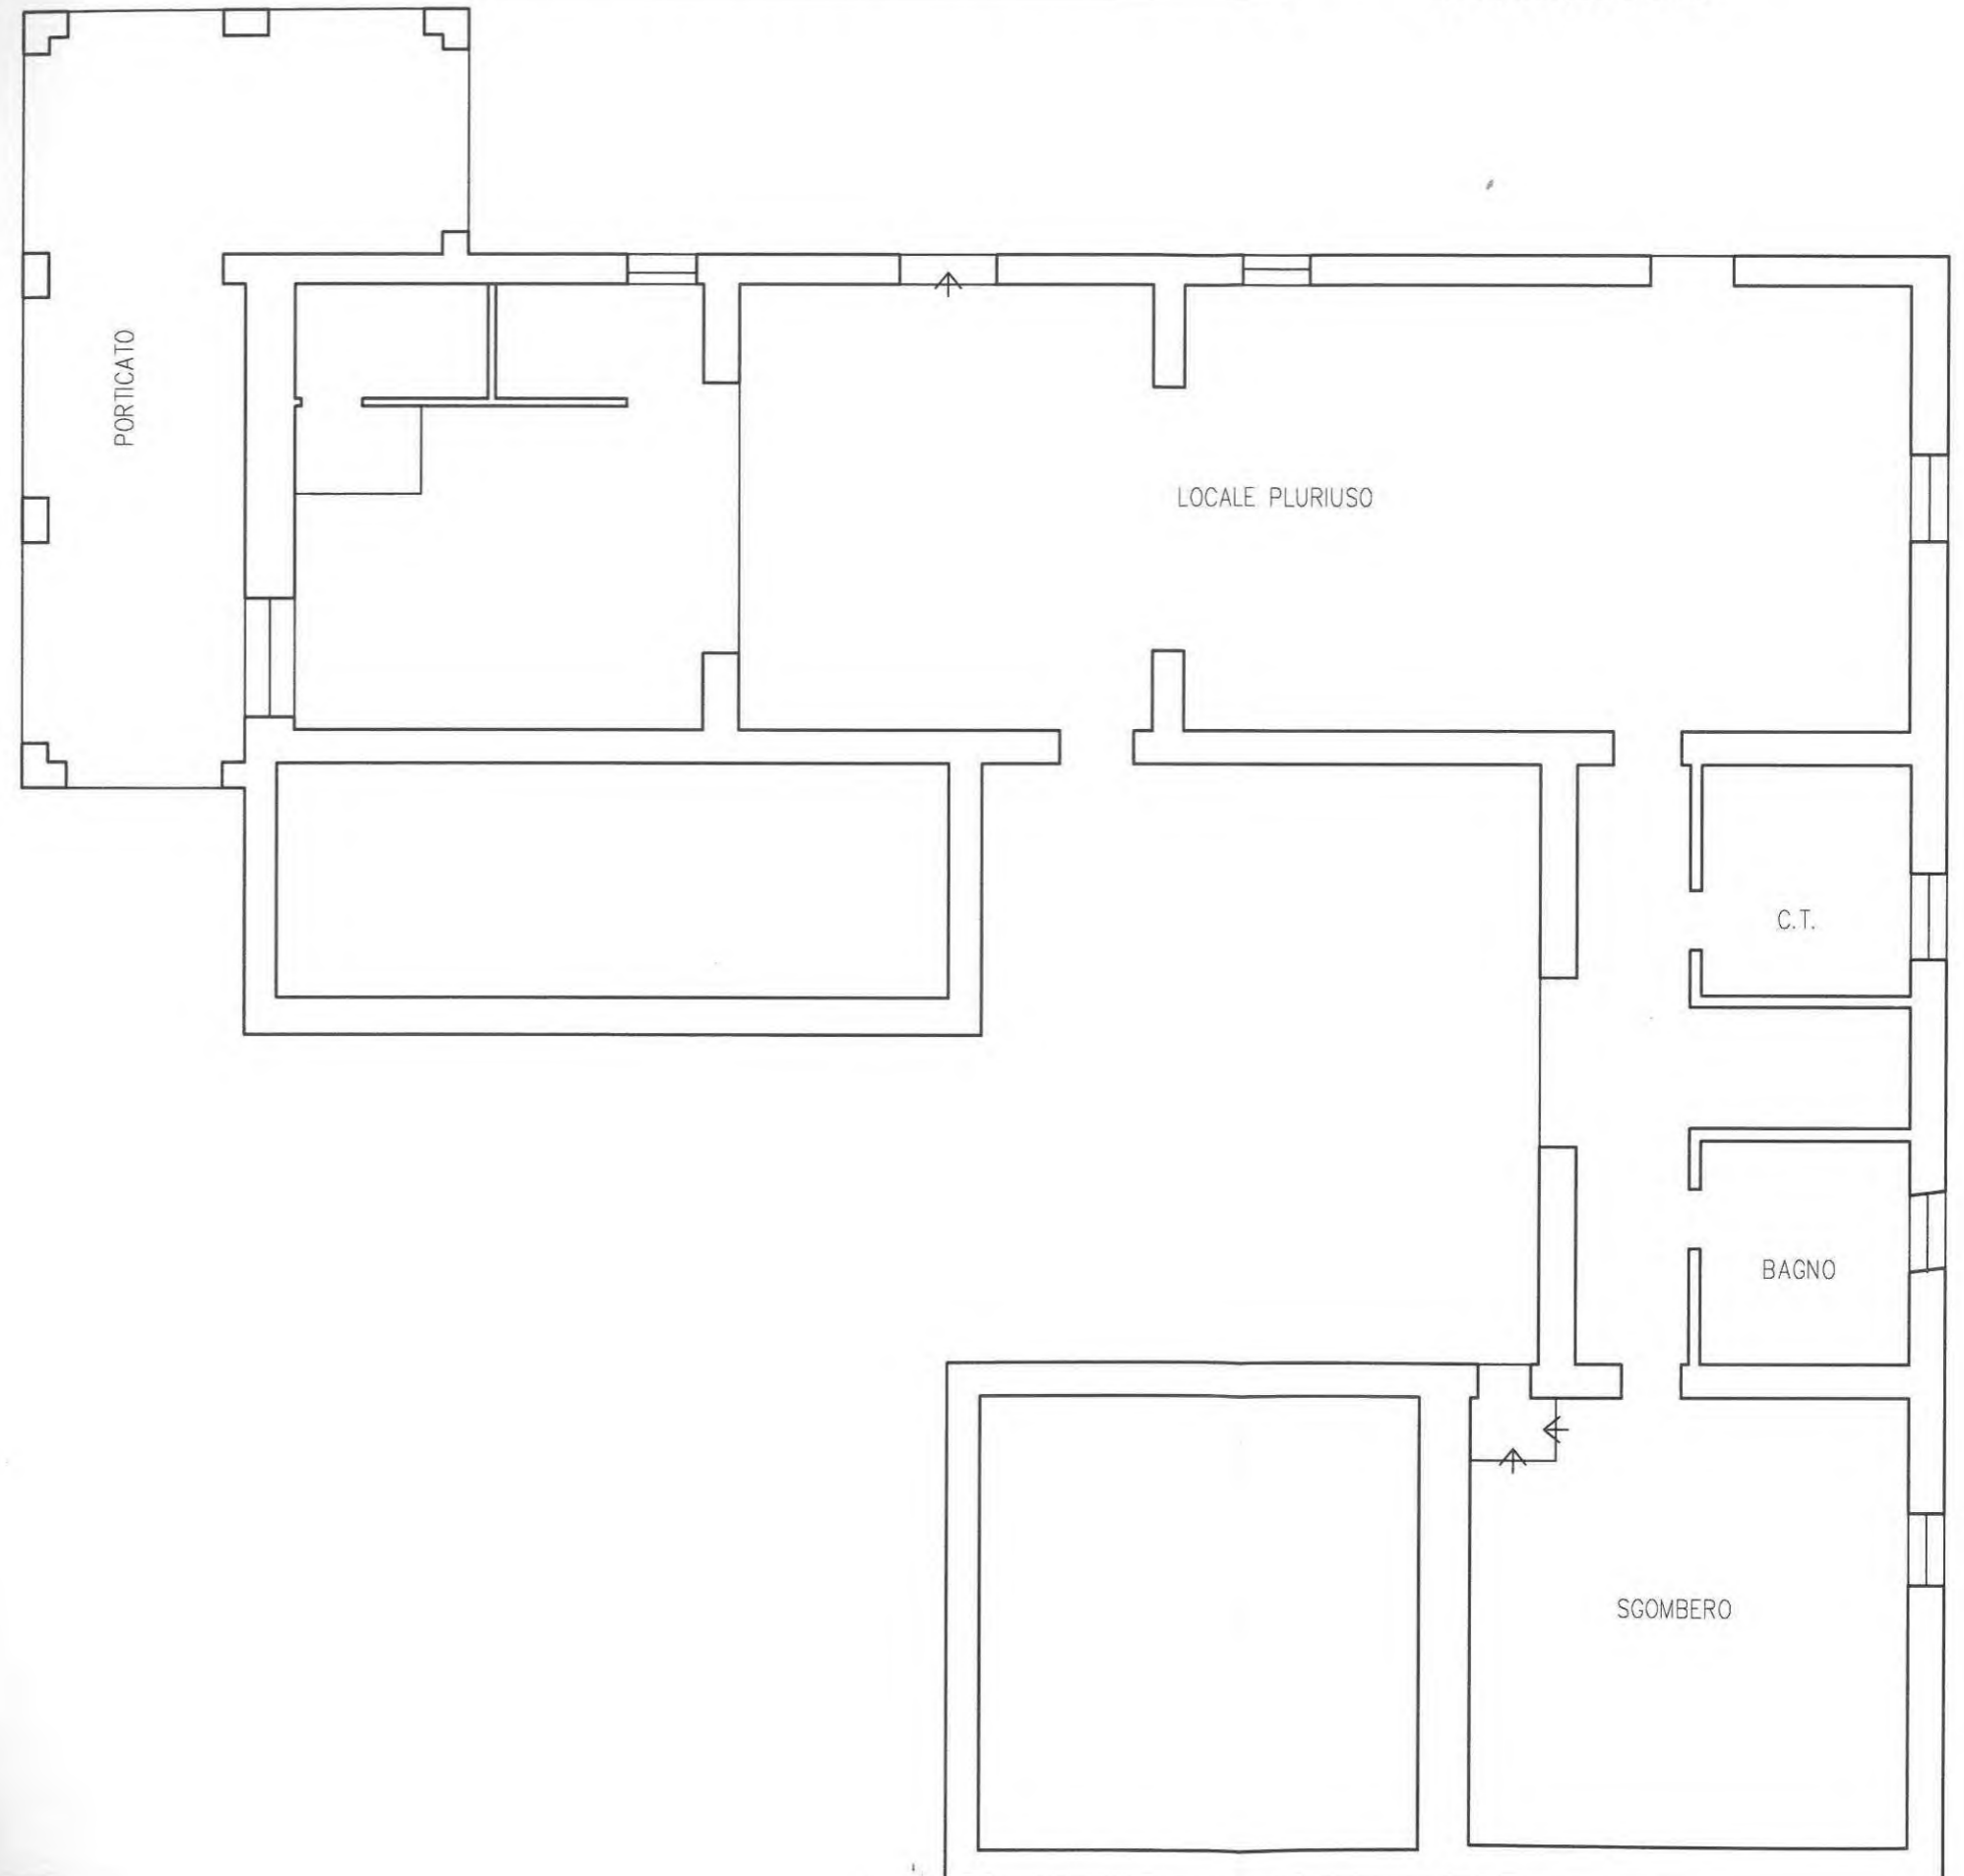 PORTICATO
LOCALE PLURIUSO
C.T.
BAGNO
SGOMBERO